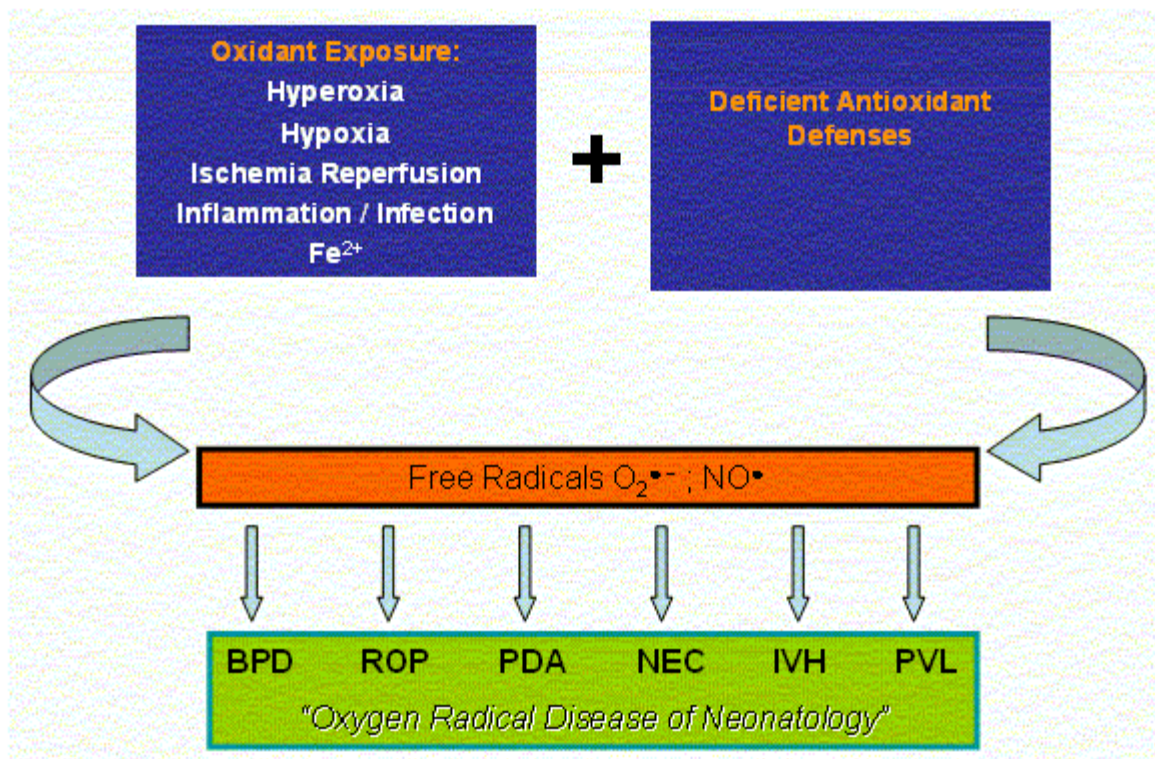 Oxidant Exposure:
Hyperoxia
Hypoxia
Ischemia Reperfusion
Inflammation / Infection
Fe²⁺
+
Deficient Antioxidant
Defenses
Free Radicals O₂•⁻ ; NO•
BPD ROP PDA NEC IVH PVL
"Oxygen Radical Disease of Neonatology"